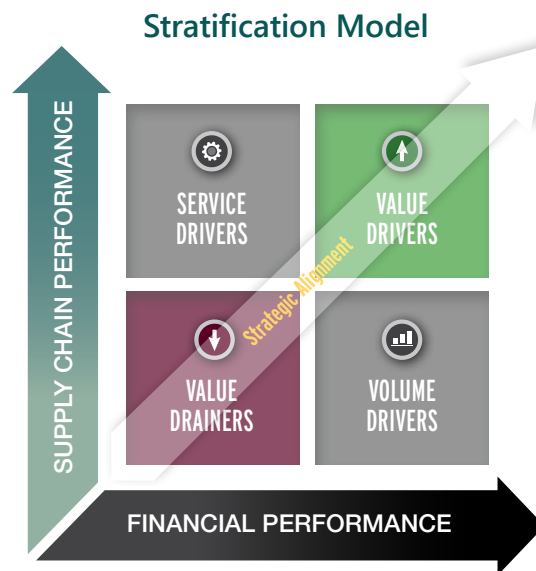 Stratification Model
SUPPLY CHAIN PERFORMANCE
SERVICE
DRIVERS
VALUE
DRIVERS
Strategic Alignment
VALUE
DRAINERS
VOLUME
DRIVERS
FINANCIAL PERFORMANCE